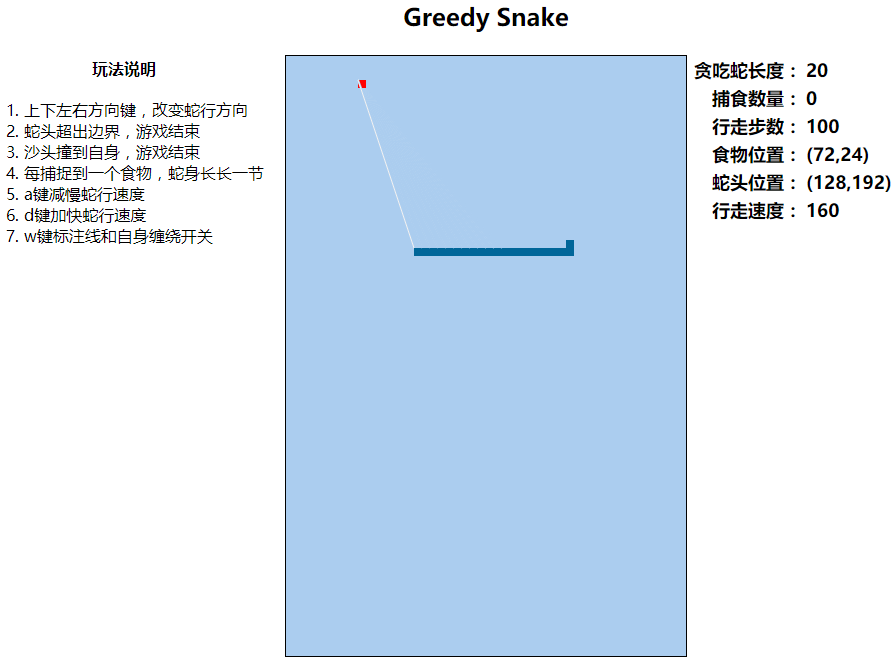 Greedy Snake
玩法说明
1. 上下左右方向键，改变蛇行方向
2. 蛇头超出边界，游戏结束
3. 沙头撞到自身，游戏结束
4. 每捕捉到一个食物，蛇身长长一节
5. a键减慢蛇行速度
6. d键加快蛇行速度
7. w键标注线和自身缠绕开关
贪吃蛇长度： 20
捕食数量： 0
行走步数： 100
食物位置： (72,24)
蛇头位置： (128,192)
行走速度： 160